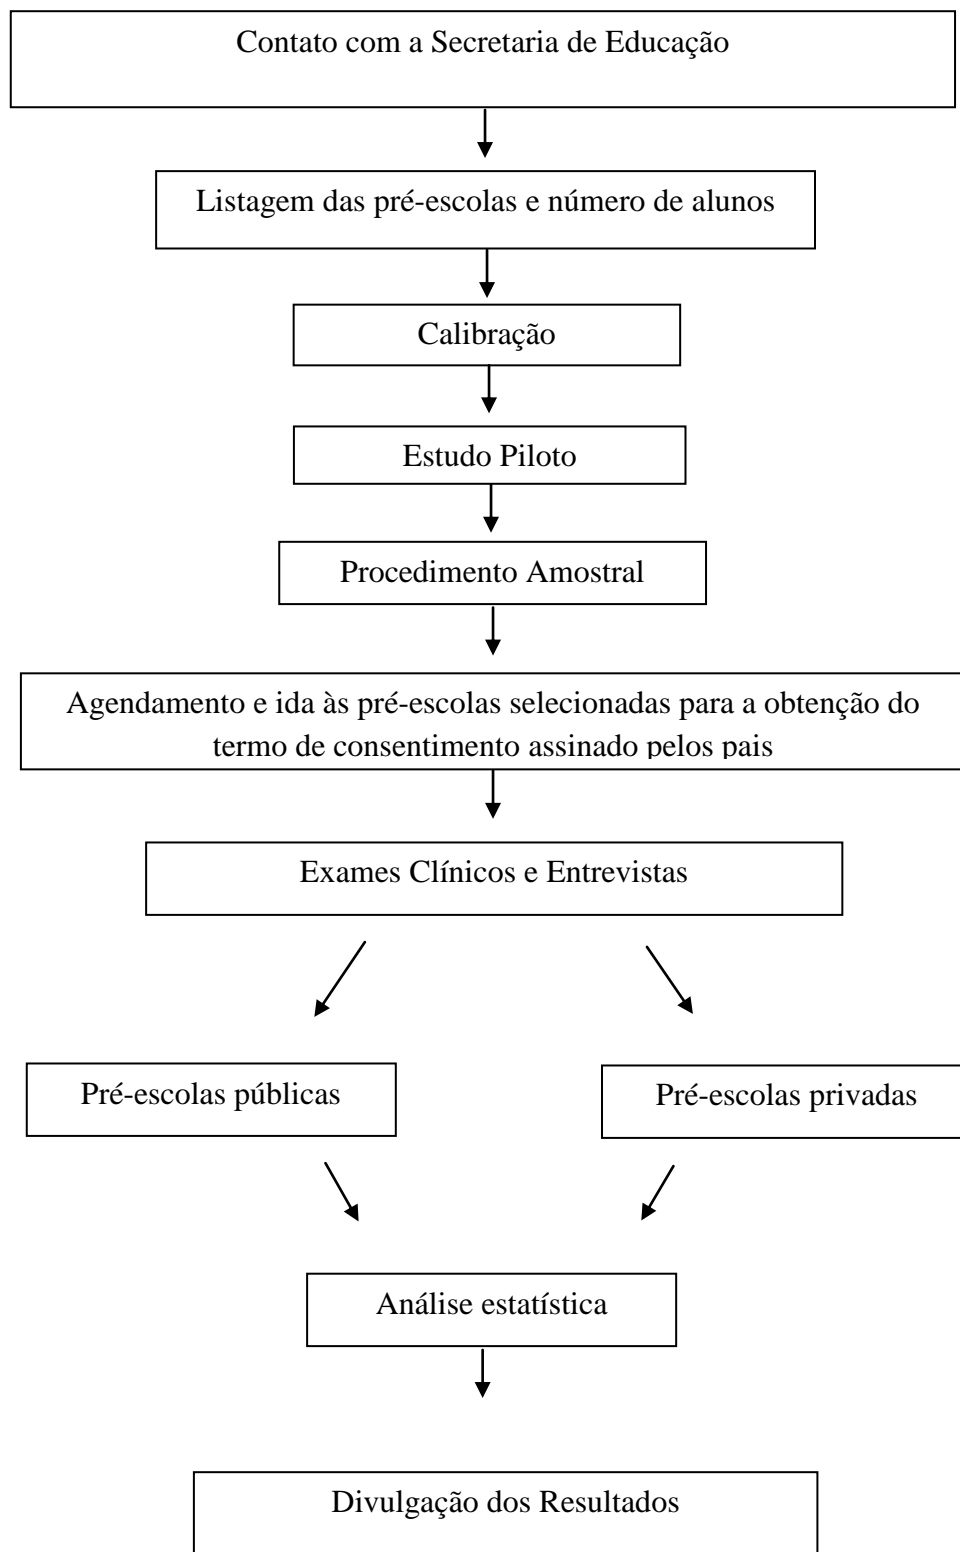 Contato com a Secretaria de Educação
Listagem das pré-escolas e número de alunos
Calibração
Estudo Piloto
Procedimento Amostral
Agendamento e ida às pré-escolas selecionadas para a obtenção do
termo de consentimento assinado pelos pais
Exames Clínicos e Entrevistas
Pré-escolas públicas
Pré-escolas privadas
Análise estatística
Divulgação dos Resultados